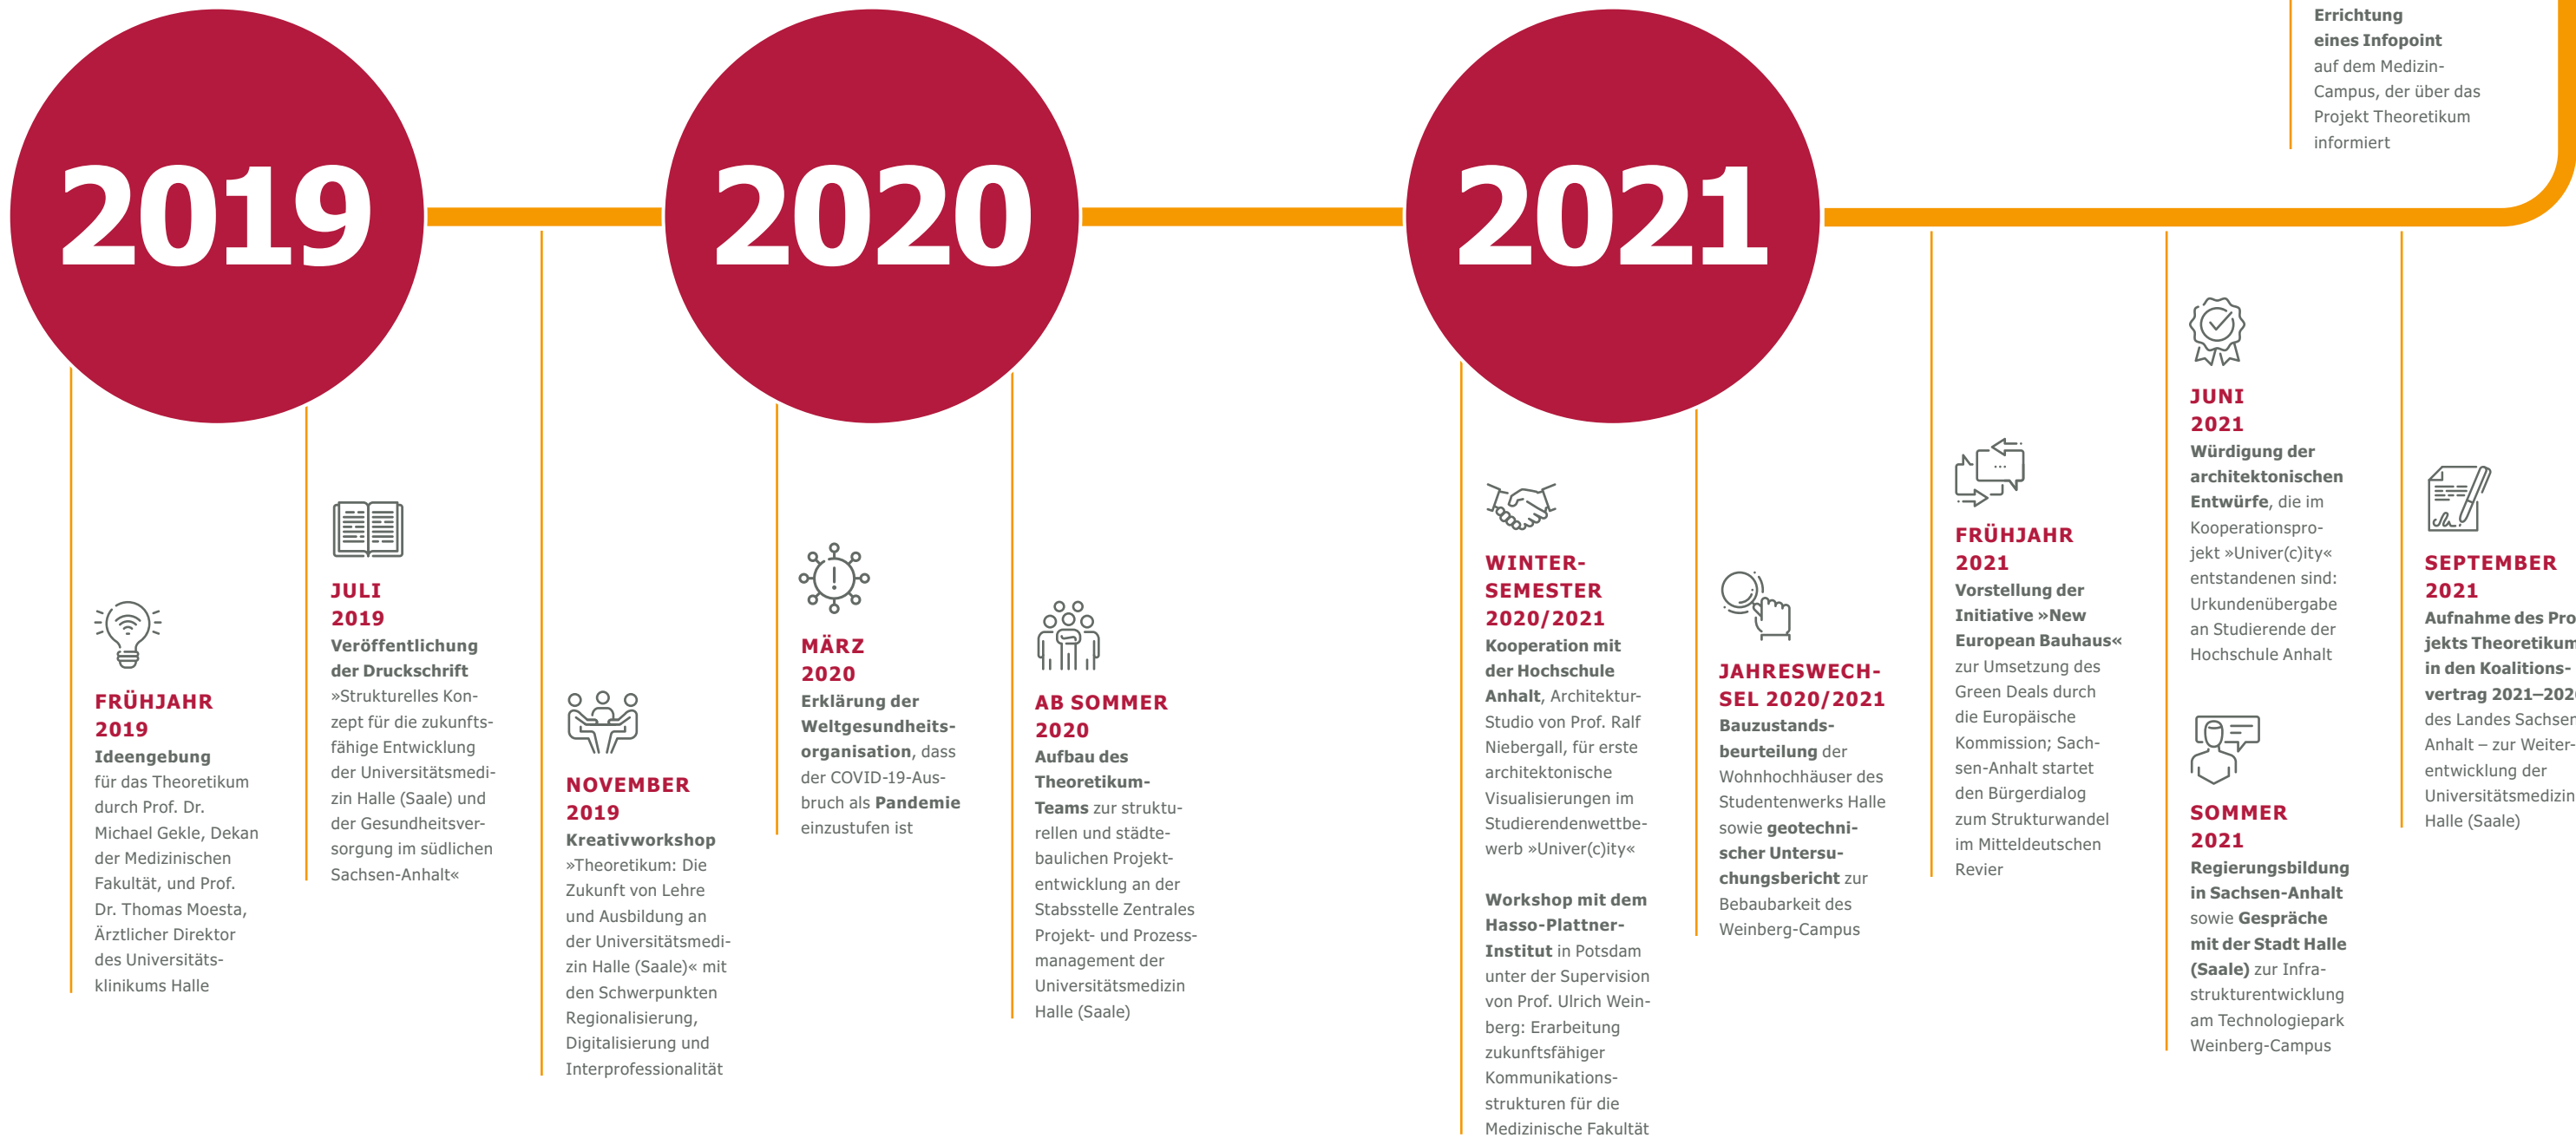 2019
2020
2021
FRÜHJAHR
2019
Ideengebung
für das Theoretikum
durch Prof. Dr.
Michael Gekle, Dekan
der Medizinischen
Fakultät, und Prof.
Dr. Thomas Moesta,
Ärztlicher Direktor
des Universitäts-
klinikums Halle
JULI
2019
Veröffentlichung
der Druckschrift
»Strukturelles Kon-
zept für die zukunfts-
fähige Entwicklung
der Universitätsmedi-
zin Halle (Saale) und
der Gesundheitsver-
sorgung im südlichen
Sachsen-Anhalt«
NOVEMBER
2019
Kreativworkshop
»Theoretikum: Die
Zukunft von Lehre
und Ausbildung an
der Universitätsmedi-
zin Halle (Saale)« mit
den Schwerpunkten
Regionalisierung,
Digitalisierung und
Interprofessionalität
MÄRZ
2020
Erklärung der
Weltgesundheits-
organisation, dass
der COVID-19-Aus-
bruch als Pandemie
einzustufen ist
AB SOMMER
2020
Aufbau des
Theoretikum-
Teams zur struktu-
rellen und städte-
baulichen Projekt-
entwicklung an der
Stabsstelle Zentrales
Projekt- und Prozess-
management der
Universitätsmedizin
Halle (Saale)
WINTER-
SEMESTER
2020/2021
Kooperation mit
der Hochschule
Anhalt, Architektur-
Studio von Prof. Ralf
Niebergall, für erste
architektonische
Visualisierungen im
Studierendenwettbe-
werb »Univer(c)ity«
Workshop mit dem
Hasso-Plattner-
Institut in Potsdam
unter der Supervision
von Prof. Ulrich Wein-
berg: Erarbeitung
zukunftsfähiger
Kommunikations-
strukturen für die
Medizinische Fakultät
JAHRESWECH-
SEL 2020/2021
Bauzustands-
beurteilung der
Wohnhochhäuser des
Studentenwerks Halle
sowie geotechni-
scher Untersu-
chungsbericht zur
Bebaubarkeit des
Weinberg-Campus
FRÜHJAHR
2021
Vorstellung der
Initiative »New
European Bauhaus«
zur Umsetzung des
Green Deals durch
die Europäische
Kommission; Sach-
sen-Anhalt startet
den Bürgerdialog
zum Strukturwandel
im Mitteldeutschen
Revier
JUNI
2021
Würdigung der
architektonischen
Entwürfe, die im
Kooperationspro-
jekt »Univer(c)ity«
entstandenen sind:
Urkundenübergabe
an Studierende der
Hochschule Anhalt
SOMMER
2021
Regierungsbildung
in Sachsen-Anhalt
sowie Gespräche
mit der Stadt Halle
(Saale) zur Infra-
strukturentwicklung
am Technologiepark
Weinberg-Campus
SEPTEMBER
2021
Aufnahme des Pro
jekts Theoretikum
in den Koalitions-
vertrag 2021–202
des Landes Sachsen
Anhalt – zur Weiter-
entwicklung der
Universitätsmedizin
Halle (Saale)
Errichtung
eines Infopoint
auf dem Medizin-
Campus, der über das
Projekt Theoretikum
informiert